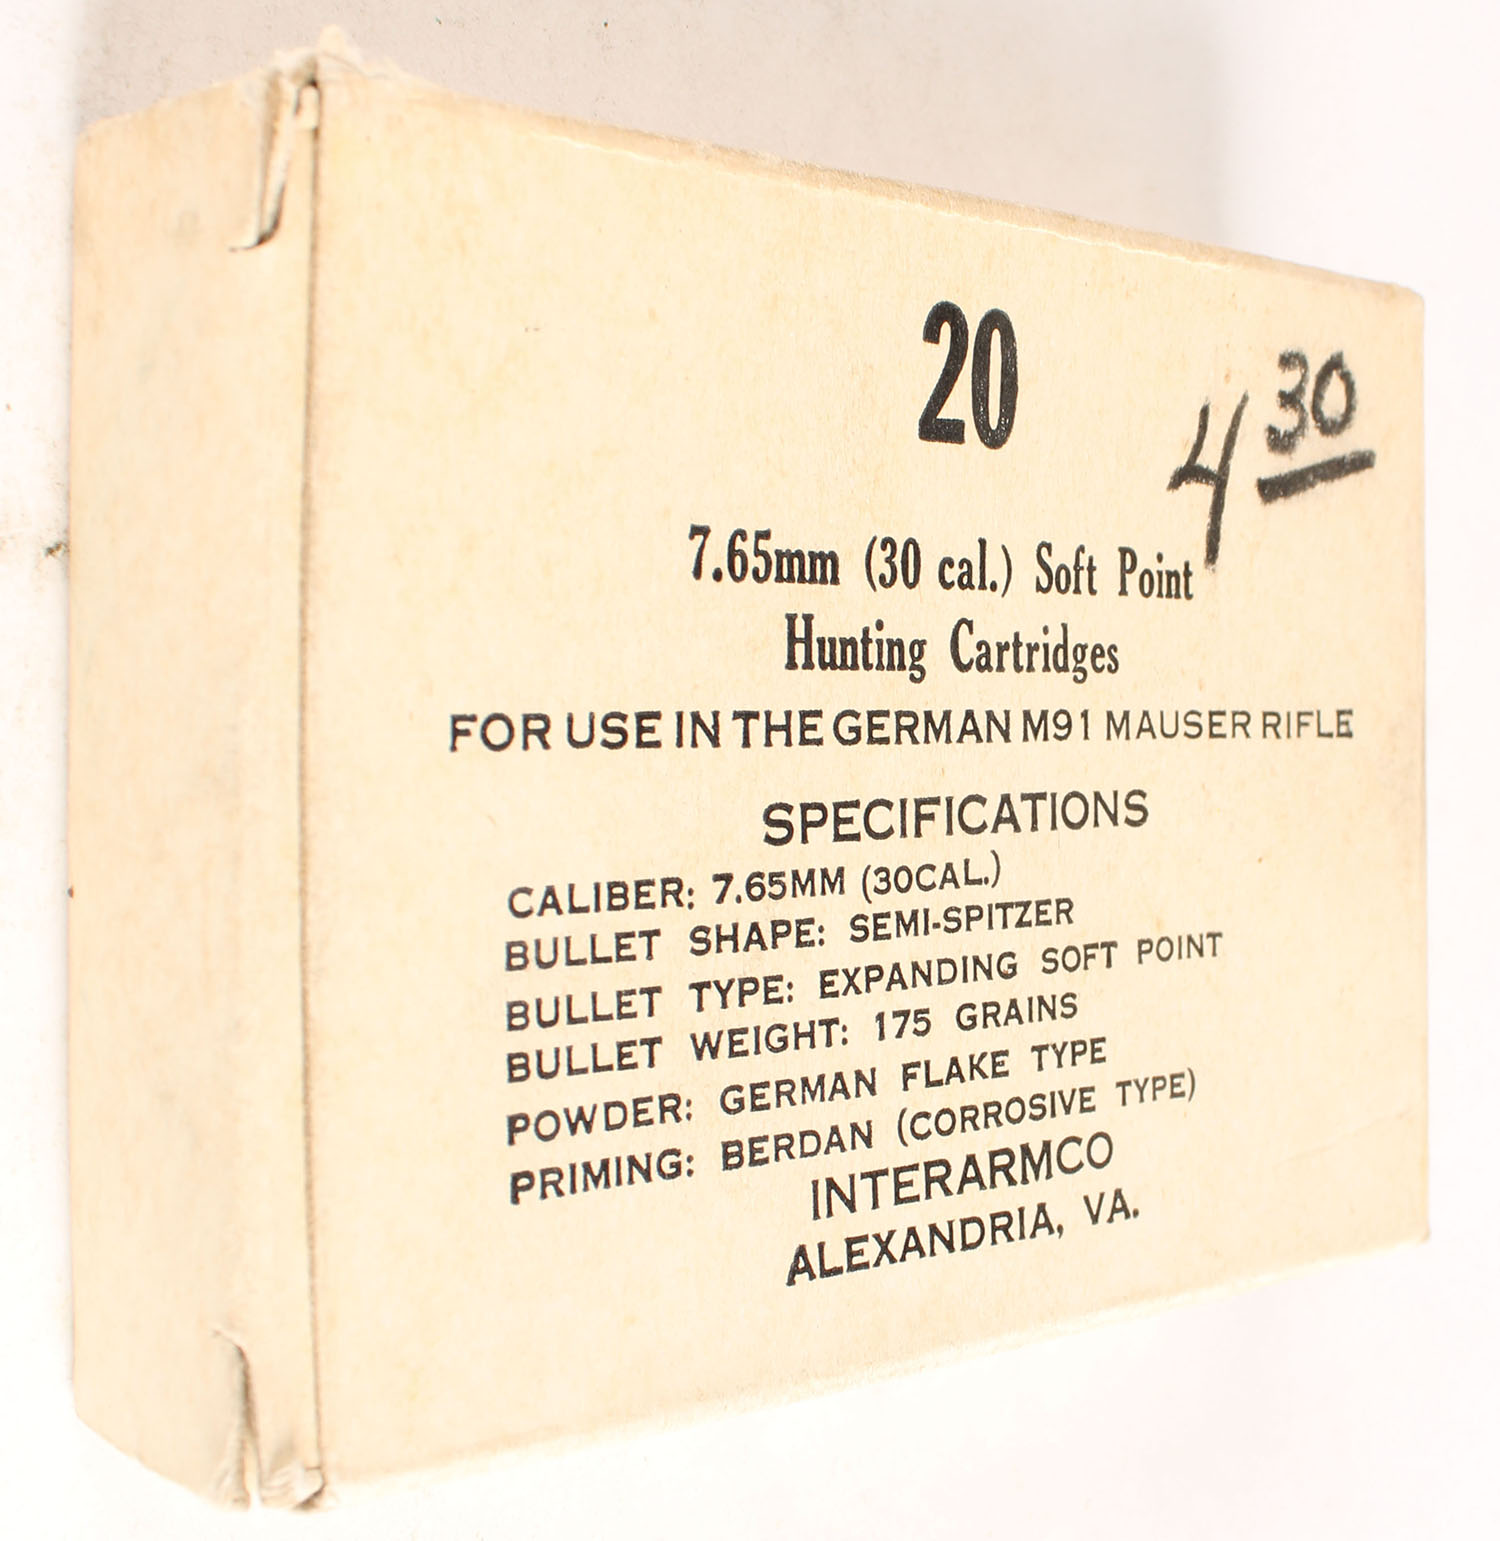 20
4 30
7.65mm (30 cal.) Soft Point
Hunting Cartridges
FOR USE IN THE GERMAN M91 MAUSER RIFLE
SPECIFICATIONS
CALIBER: 7.65MM (30CAL.)
BULLET SHAPE: SEMI-SPITZER
BULLET TYPE: EXPANDING SOFT POINT
BULLET WEIGHT: 175 GRAINS
POWDER: GERMAN FLAKE TYPE
PRIMING: BERDAN (CORROSIVE TYPE)
INTERARMCO
ALEXANDRIA, VA.